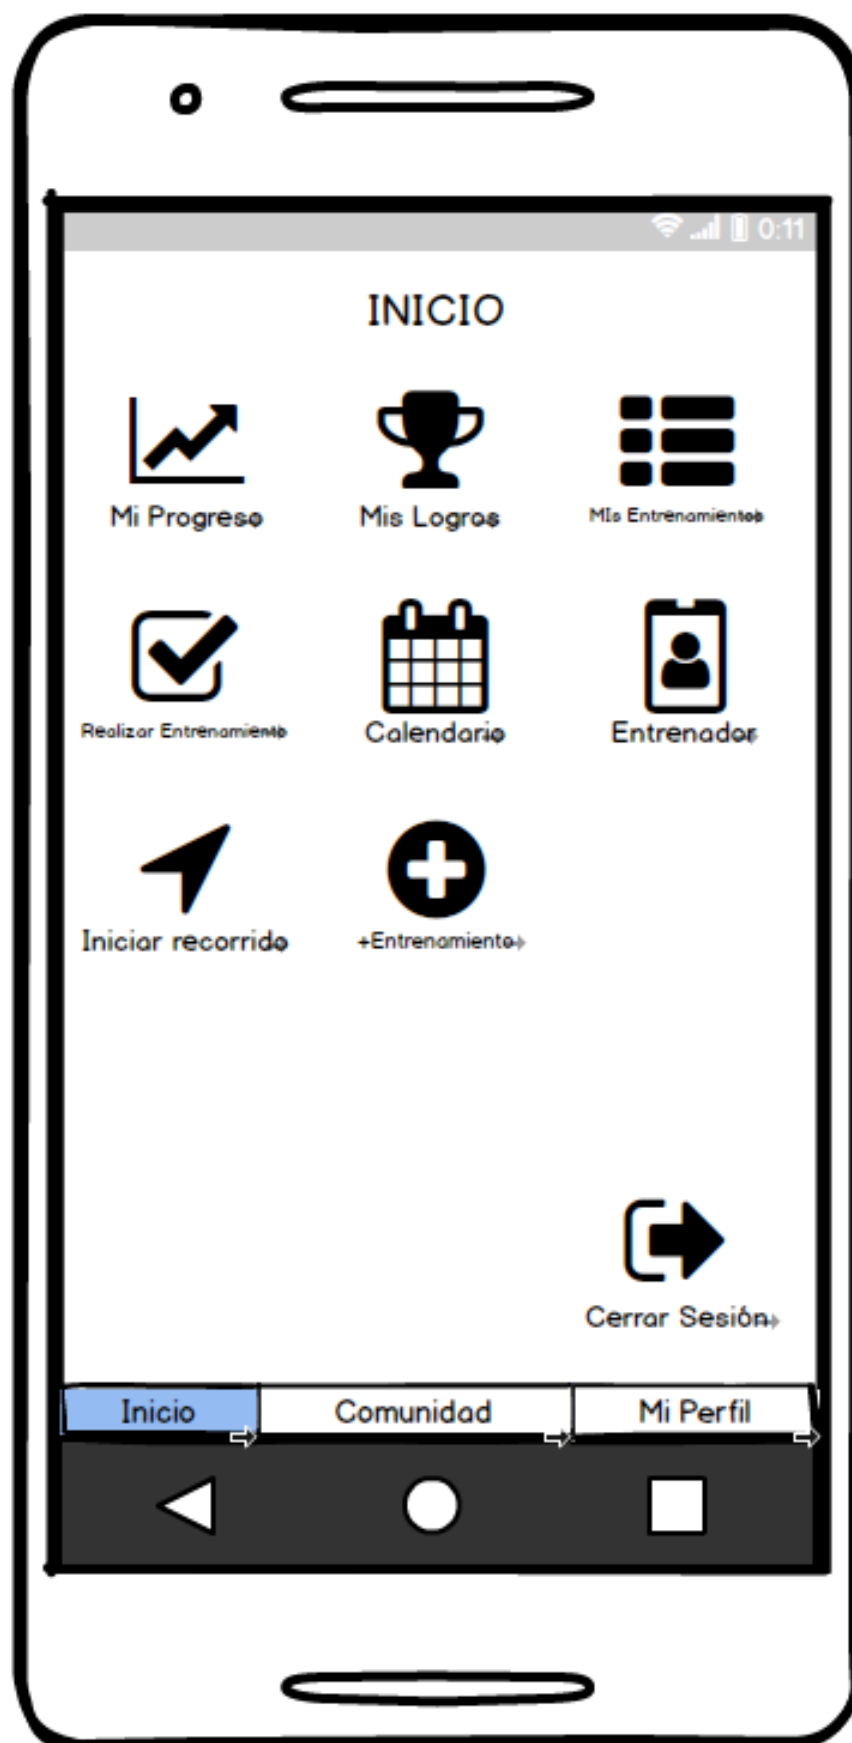 0:11
INICIO
Mi Progreso Mis Logros MIs Entrenamientos
Realizar Entrenamiento Calendario Entrenador
Iniciar recorrido +Entrenamiento
Cerrar Sesión
Inicio Comunidad Mi Perfil